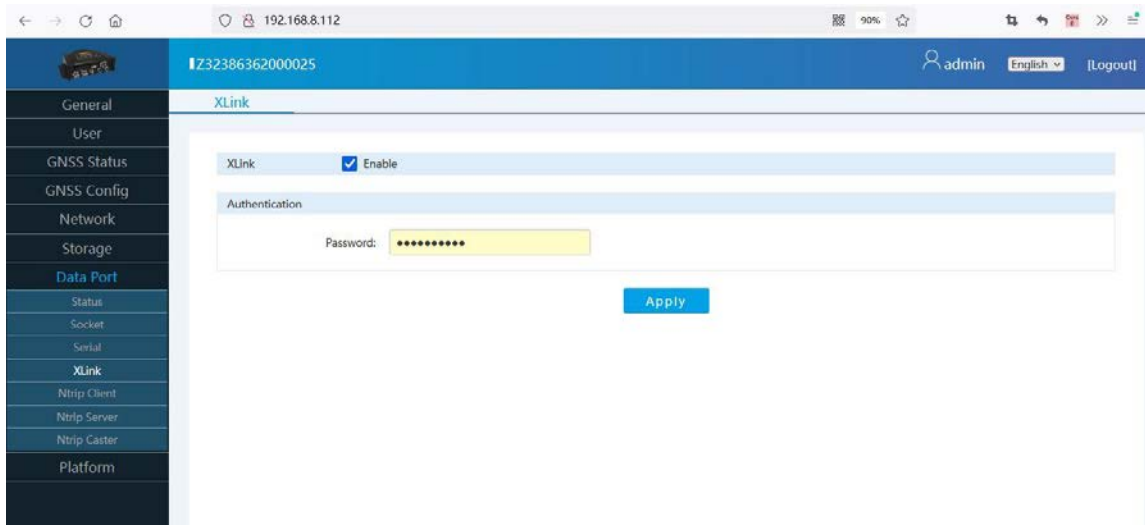 192.168.8.112
90%
Z32386362000025
admin
English
[Logout]
General
User
GNSS Status
GNSS Config
Network
Storage
Data Port
Status
Socket
Serial
XLink
Ntrip Client
Ntrip Server
Ntrip Caster
Platform
XLink
XLink
Enable
Authentication
Password:
Apply